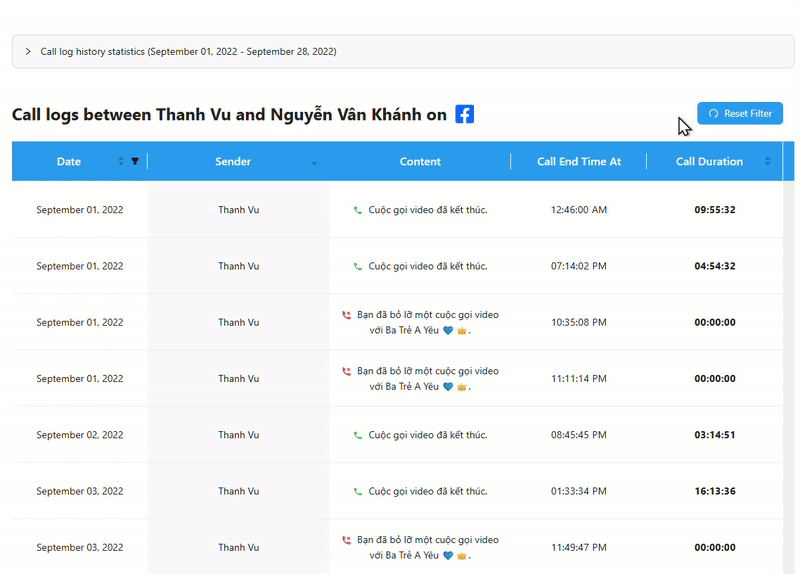 Call log history statistics (September 01, 2022 - September 28, 2022)
Call logs between Thanh Vu and Nguyễn Vân Khánh on
Reset Filter
Date Sender Content Call End Time At Call Duration
September 01, 2022 Thanh Vu Cuộc gọi video đã kết thúc. 12:46:00 AM 09:55:32
September 01, 2022 Thanh Vu Cuộc gọi video đã kết thúc. 07:14:02 PM 04:54:32
September 01, 2022 Thanh Vu Bạn đã bỏ lỡ một cuộc gọi video
với Ba Trẻ A Yêu 💙 👑. 10:35:08 PM 00:00:00
September 01, 2022 Thanh Vu Bạn đã bỏ lỡ một cuộc gọi video
với Ba Trẻ A Yêu 💙 👑. 11:11:14 PM 00:00:00
September 02, 2022 Thanh Vu Cuộc gọi video đã kết thúc. 08:45:45 PM 03:14:51
September 03, 2022 Thanh Vu Cuộc gọi video đã kết thúc. 01:33:34 PM 16:13:36
September 03, 2022 Thanh Vu Bạn đã bỏ lỡ một cuộc gọi video
với Ba Trẻ A Yêu 💙 👑. 11:49:47 PM 00:00:00